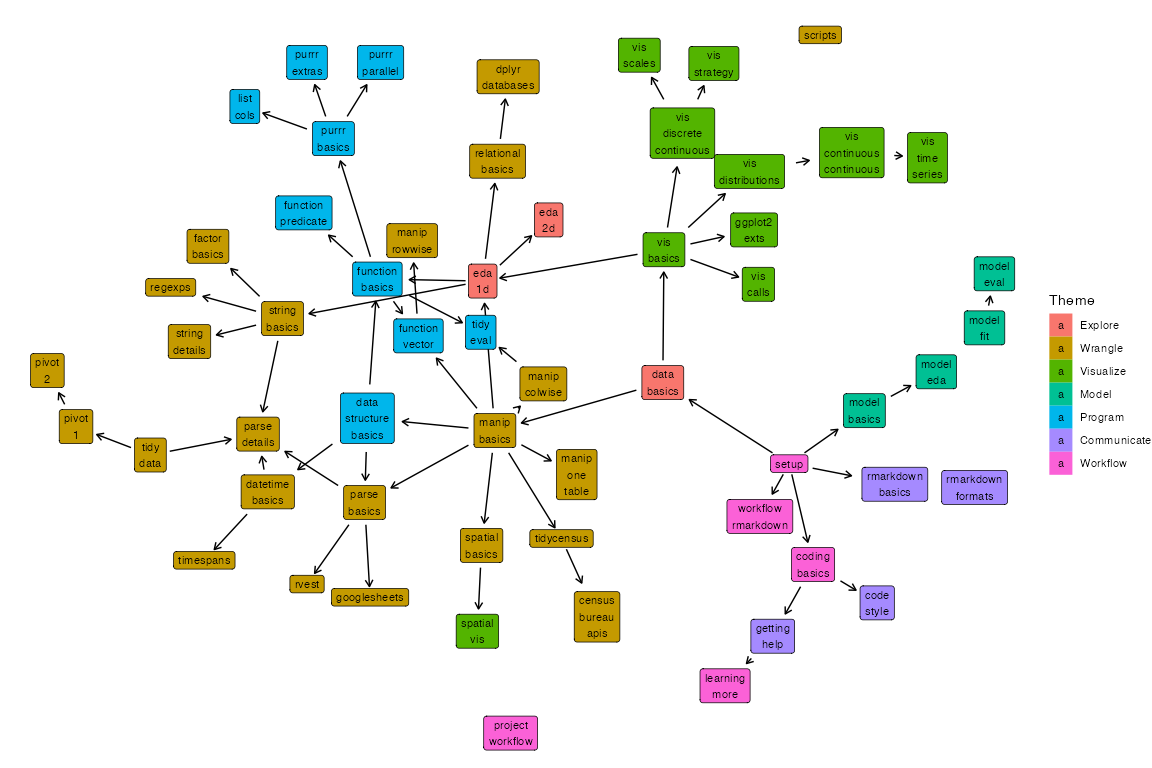 scripts
vis
scales
vis
strategy
purrr
extras
purrr
parallel
dplyr
databases
list
cols
purrr
basics
vis
discrete
continuous
relational
basics
vis
distributions
vis
continuous
continuous
vis
time
series
function
predicate
eda
2d
manip
rowwise
factor
basics
ggplot2
exts
vis
basics
function
basics
eda
1d
vis
calls
model
eval
regexps
string
basics
Theme
a Explore
a Wrangle
a Visualize
a Model
a Program
a Communicate
a Workflow
model
fit
string
details
function
vector
tidy
eval
pivot
2
manip
colwise
data
basics
model
eda
model
basics
pivot
1
data
structure
basics
manip
basics
parse
details
tidy
data
setup
manip
one
table
rmarkdown
basics
rmarkdown
formats
datetime
basics
parse
basics
workflow
rmarkdown
timespans
spatial
basics
tidycensus
coding
basics
rvest
googlesheets
code
style
census
bureau
apis
spatial
vis
getting
help
learning
more
project
workflow